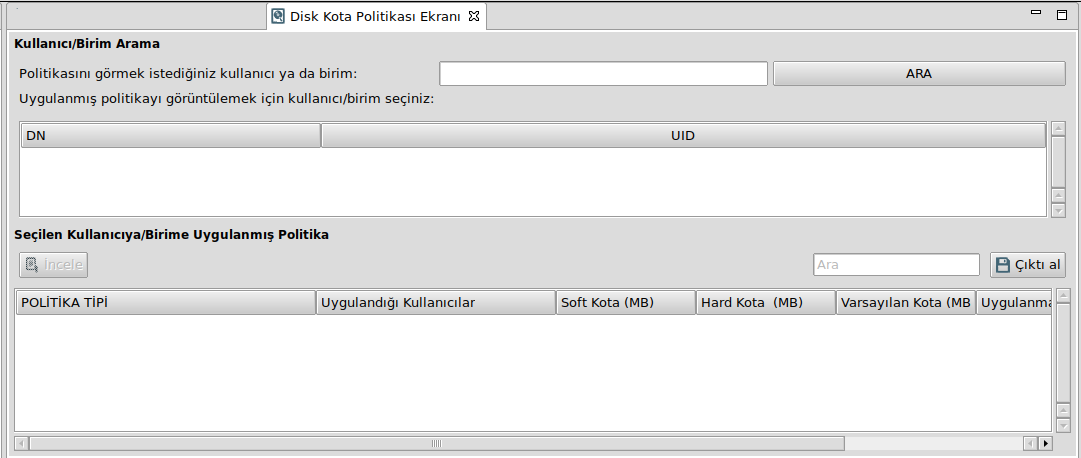 Disk Kota Politikası Ekranı
Kullanıcı/Birim Arama
Politikasını görmek istediğiniz kullanıcı ya da birim: ARA
Uygulanmış politikayı görüntülemek için kullanıcı/birim seçiniz:
DN UID
Seçilen Kullanıcıya/Birime Uygulanmış Politika
İncele Ara Çıktı al
POLİTİKA TİPİ Uygulandığı Kullanıcılar Soft Kota (MB) Hard Kota (MB) Varsayılan Kota (MB Uygulanma